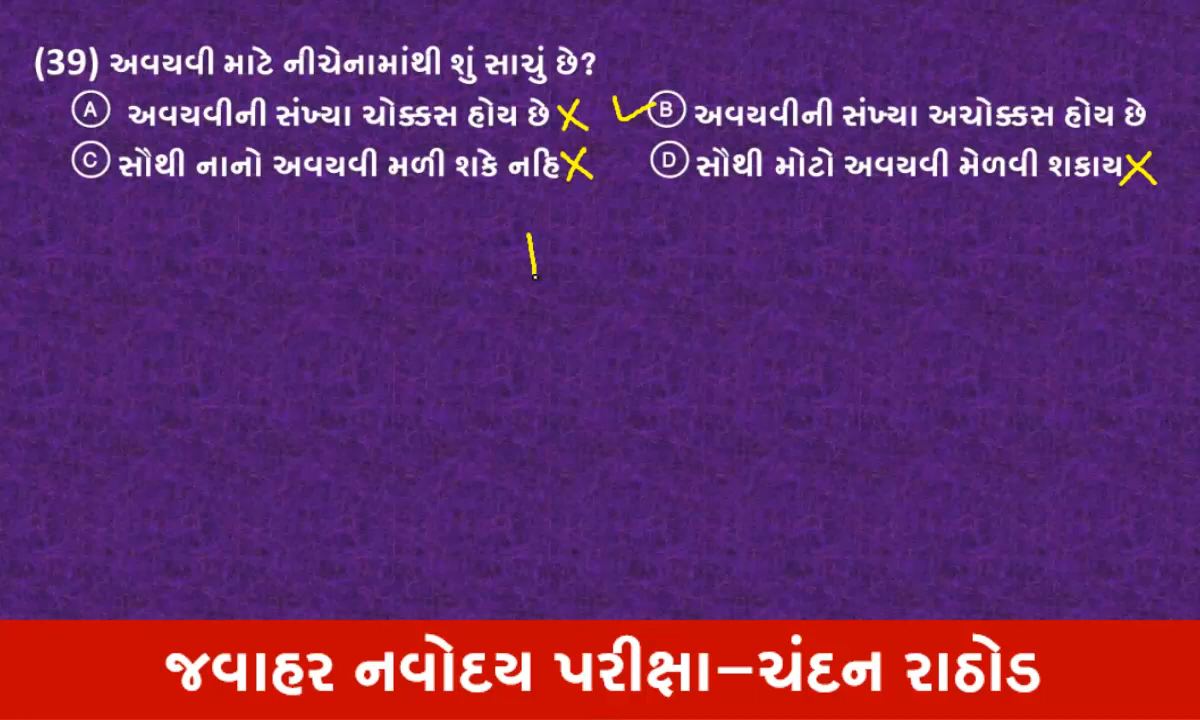 (39) અવયવી માટે નીચેનામાંથી શું સાચું છે?
A અવયવીની સંખ્યા ચોક્કસ હોય છે B અવયવીની સંખ્યા અચોક્કસ હોય છે
C સૌથી નાનો અવયવી મળી શકે નહિ D સૌથી મોટો અવયવી મેળવી શકાય
જવાહર નવોદય પરીક્ષા–ચંદન રાઠોડ